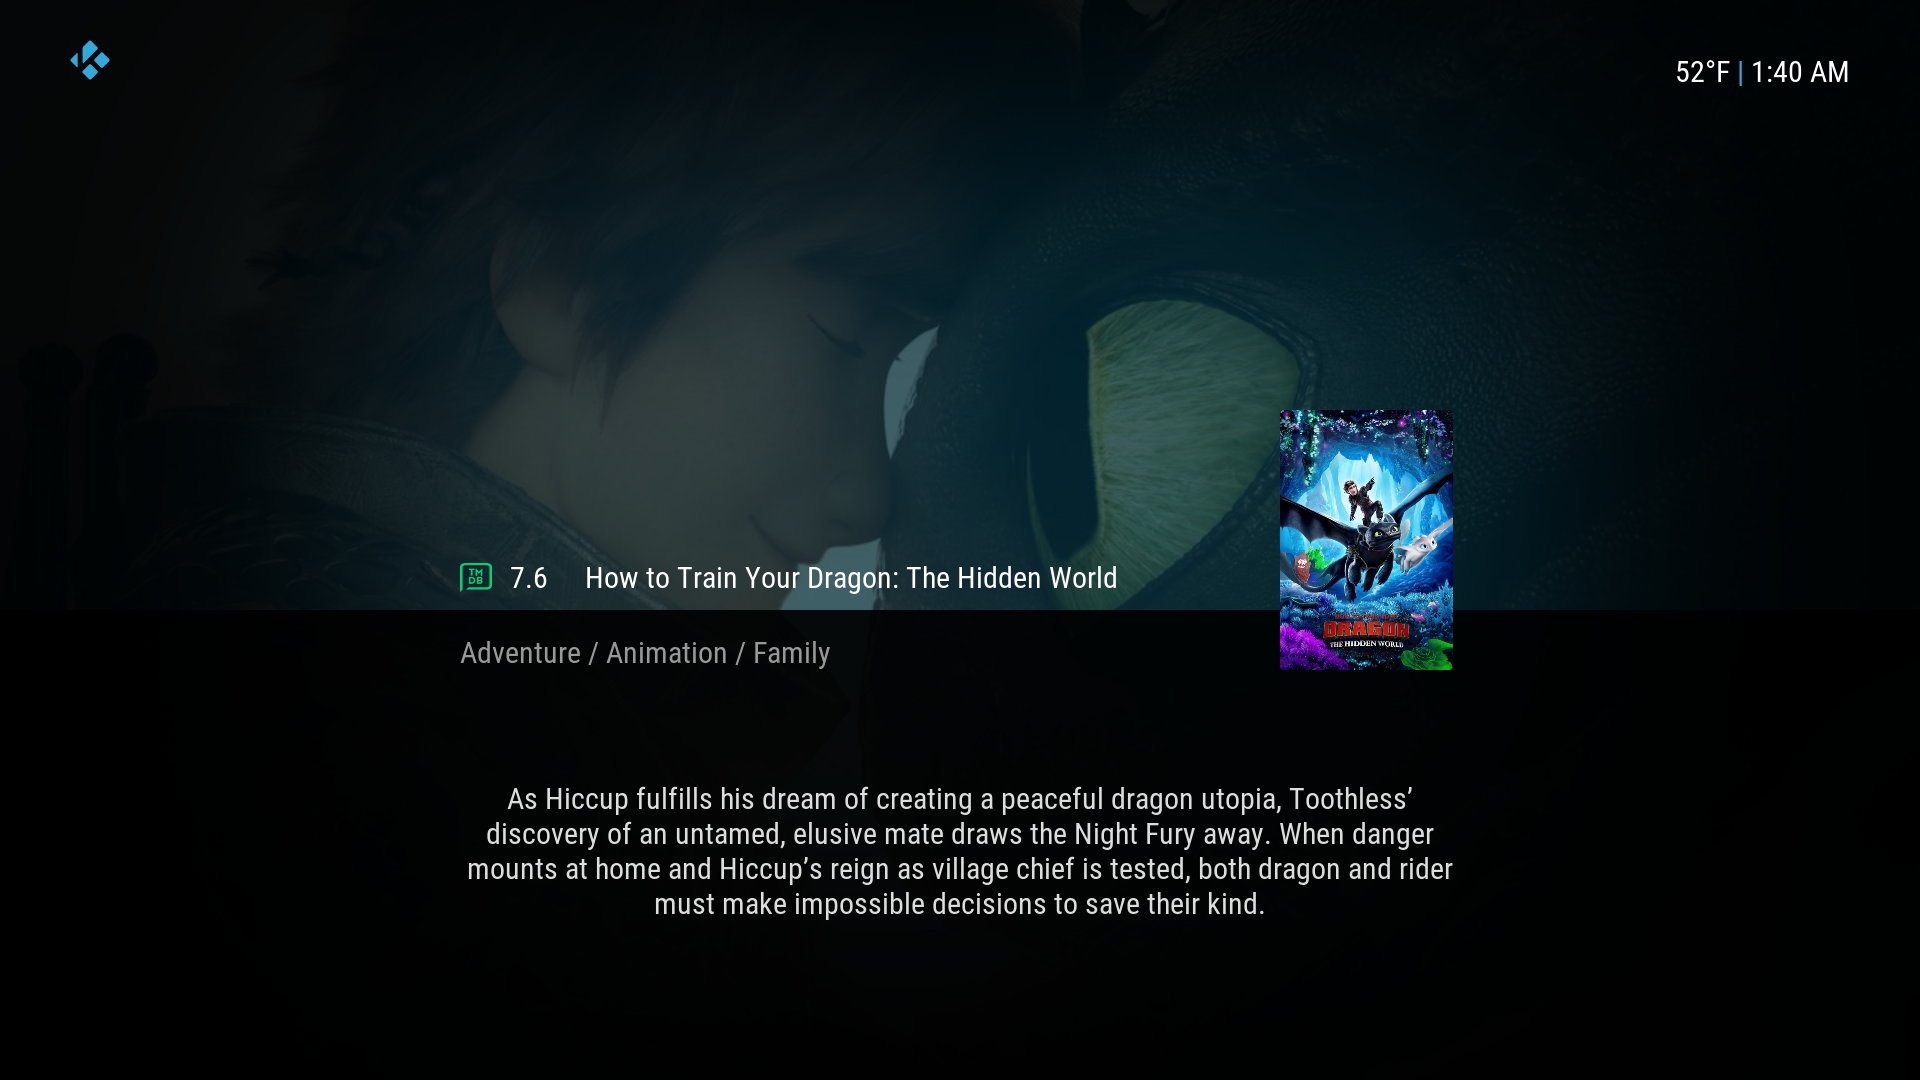 52°F | 1:40 AM
TM
DB
7.6 How to Train Your Dragon: The Hidden World
DRAGON
THE HIDDEN WORLD
Adventure / Animation / Family
As Hiccup fulfills his dream of creating a peaceful dragon utopia, Toothless’
discovery of an untamed, elusive mate draws the Night Fury away. When danger
mounts at home and Hiccup’s reign as village chief is tested, both dragon and rider
must make impossible decisions to save their kind.